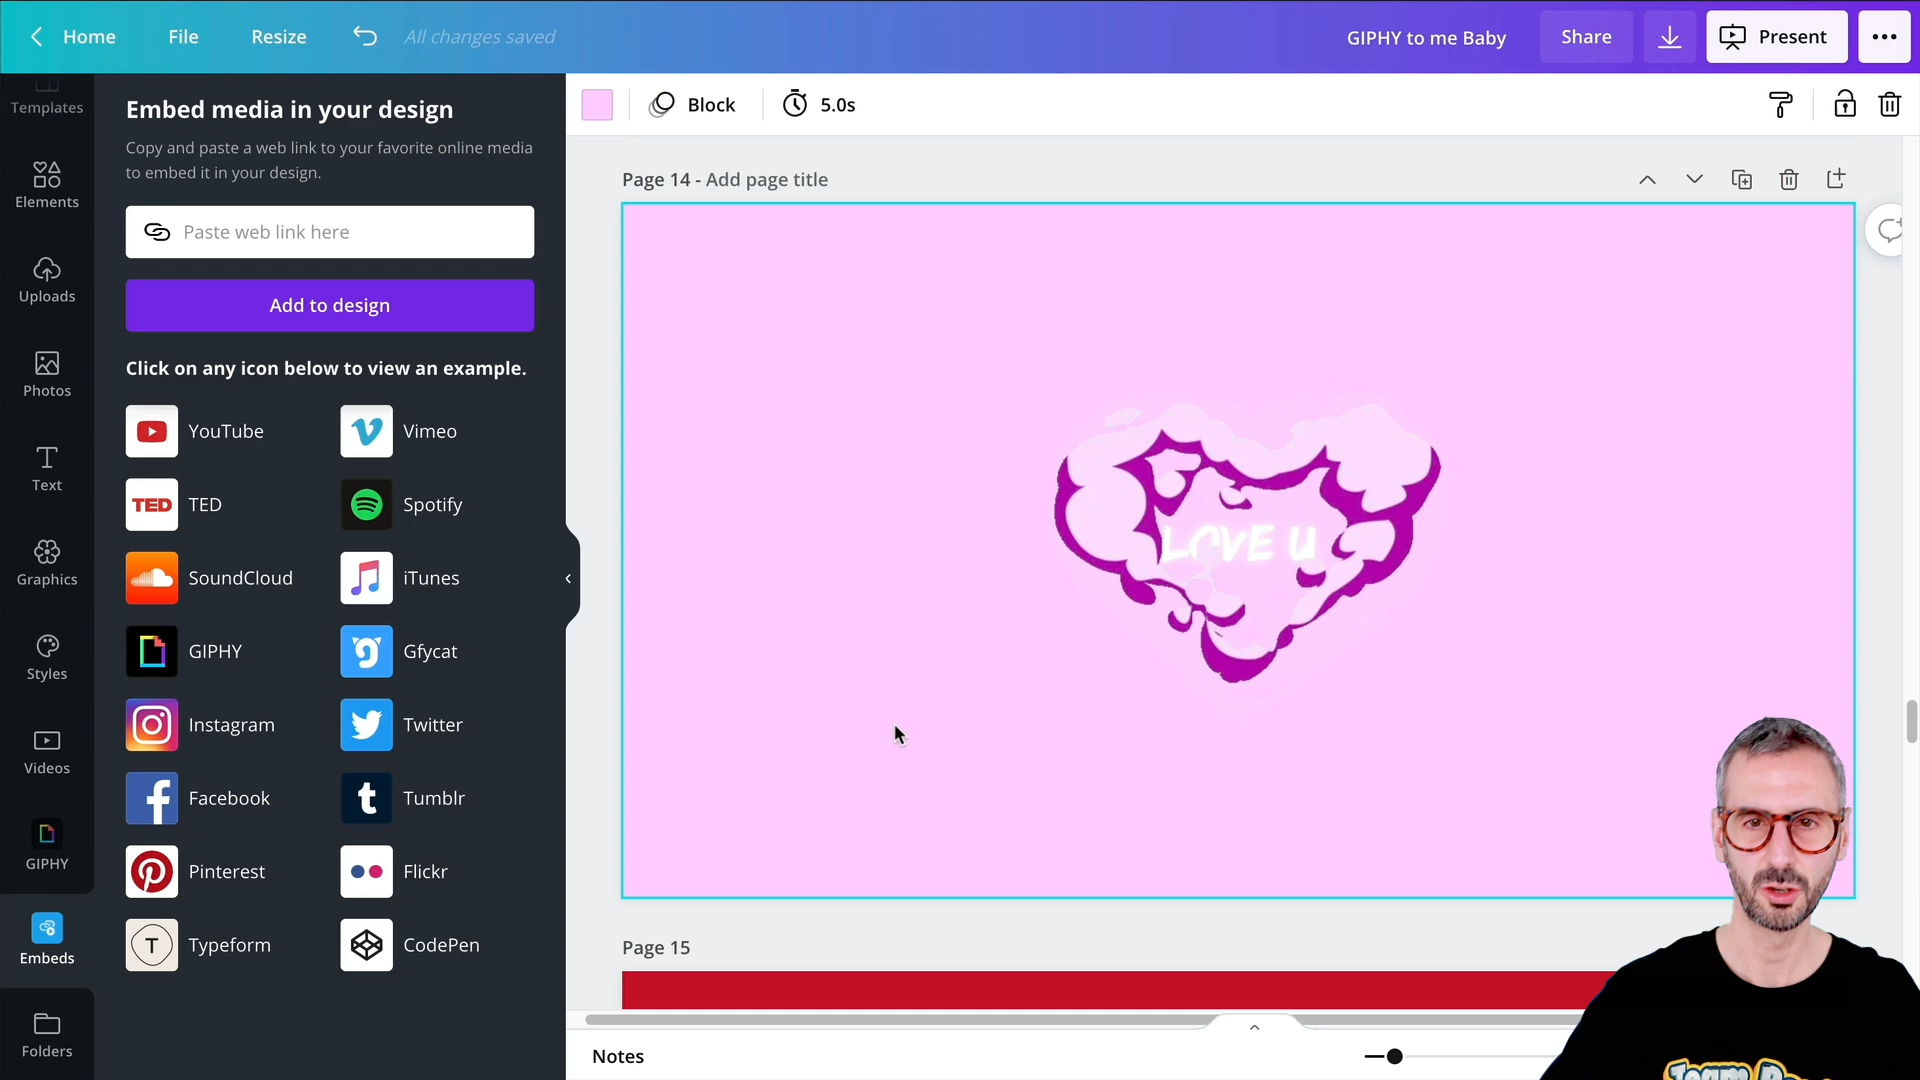 Home
File
Resize
All changes saved
GIPHY to me Baby
Share
Present
Templates
Elements
Uploads
Photos
Text
Graphics
Styles
Videos
GIPHY
Embeds
Folders
Embed media in your design
Copy and paste a web link to your favorite online media
to embed it in your design.
Paste web link here
Add to design
Click on any icon below to view an example.
YouTube
Vimeo
TED
TED
Spotify
SoundCloud
iTunes
GIPHY
Gfycat
Instagram
Twitter
Facebook
Tumblr
Pinterest
Flickr
T
Typeform
CodePen
Block
5.0s
Page 14 - Add page title
LOVE U
Page 15
Notes
Team